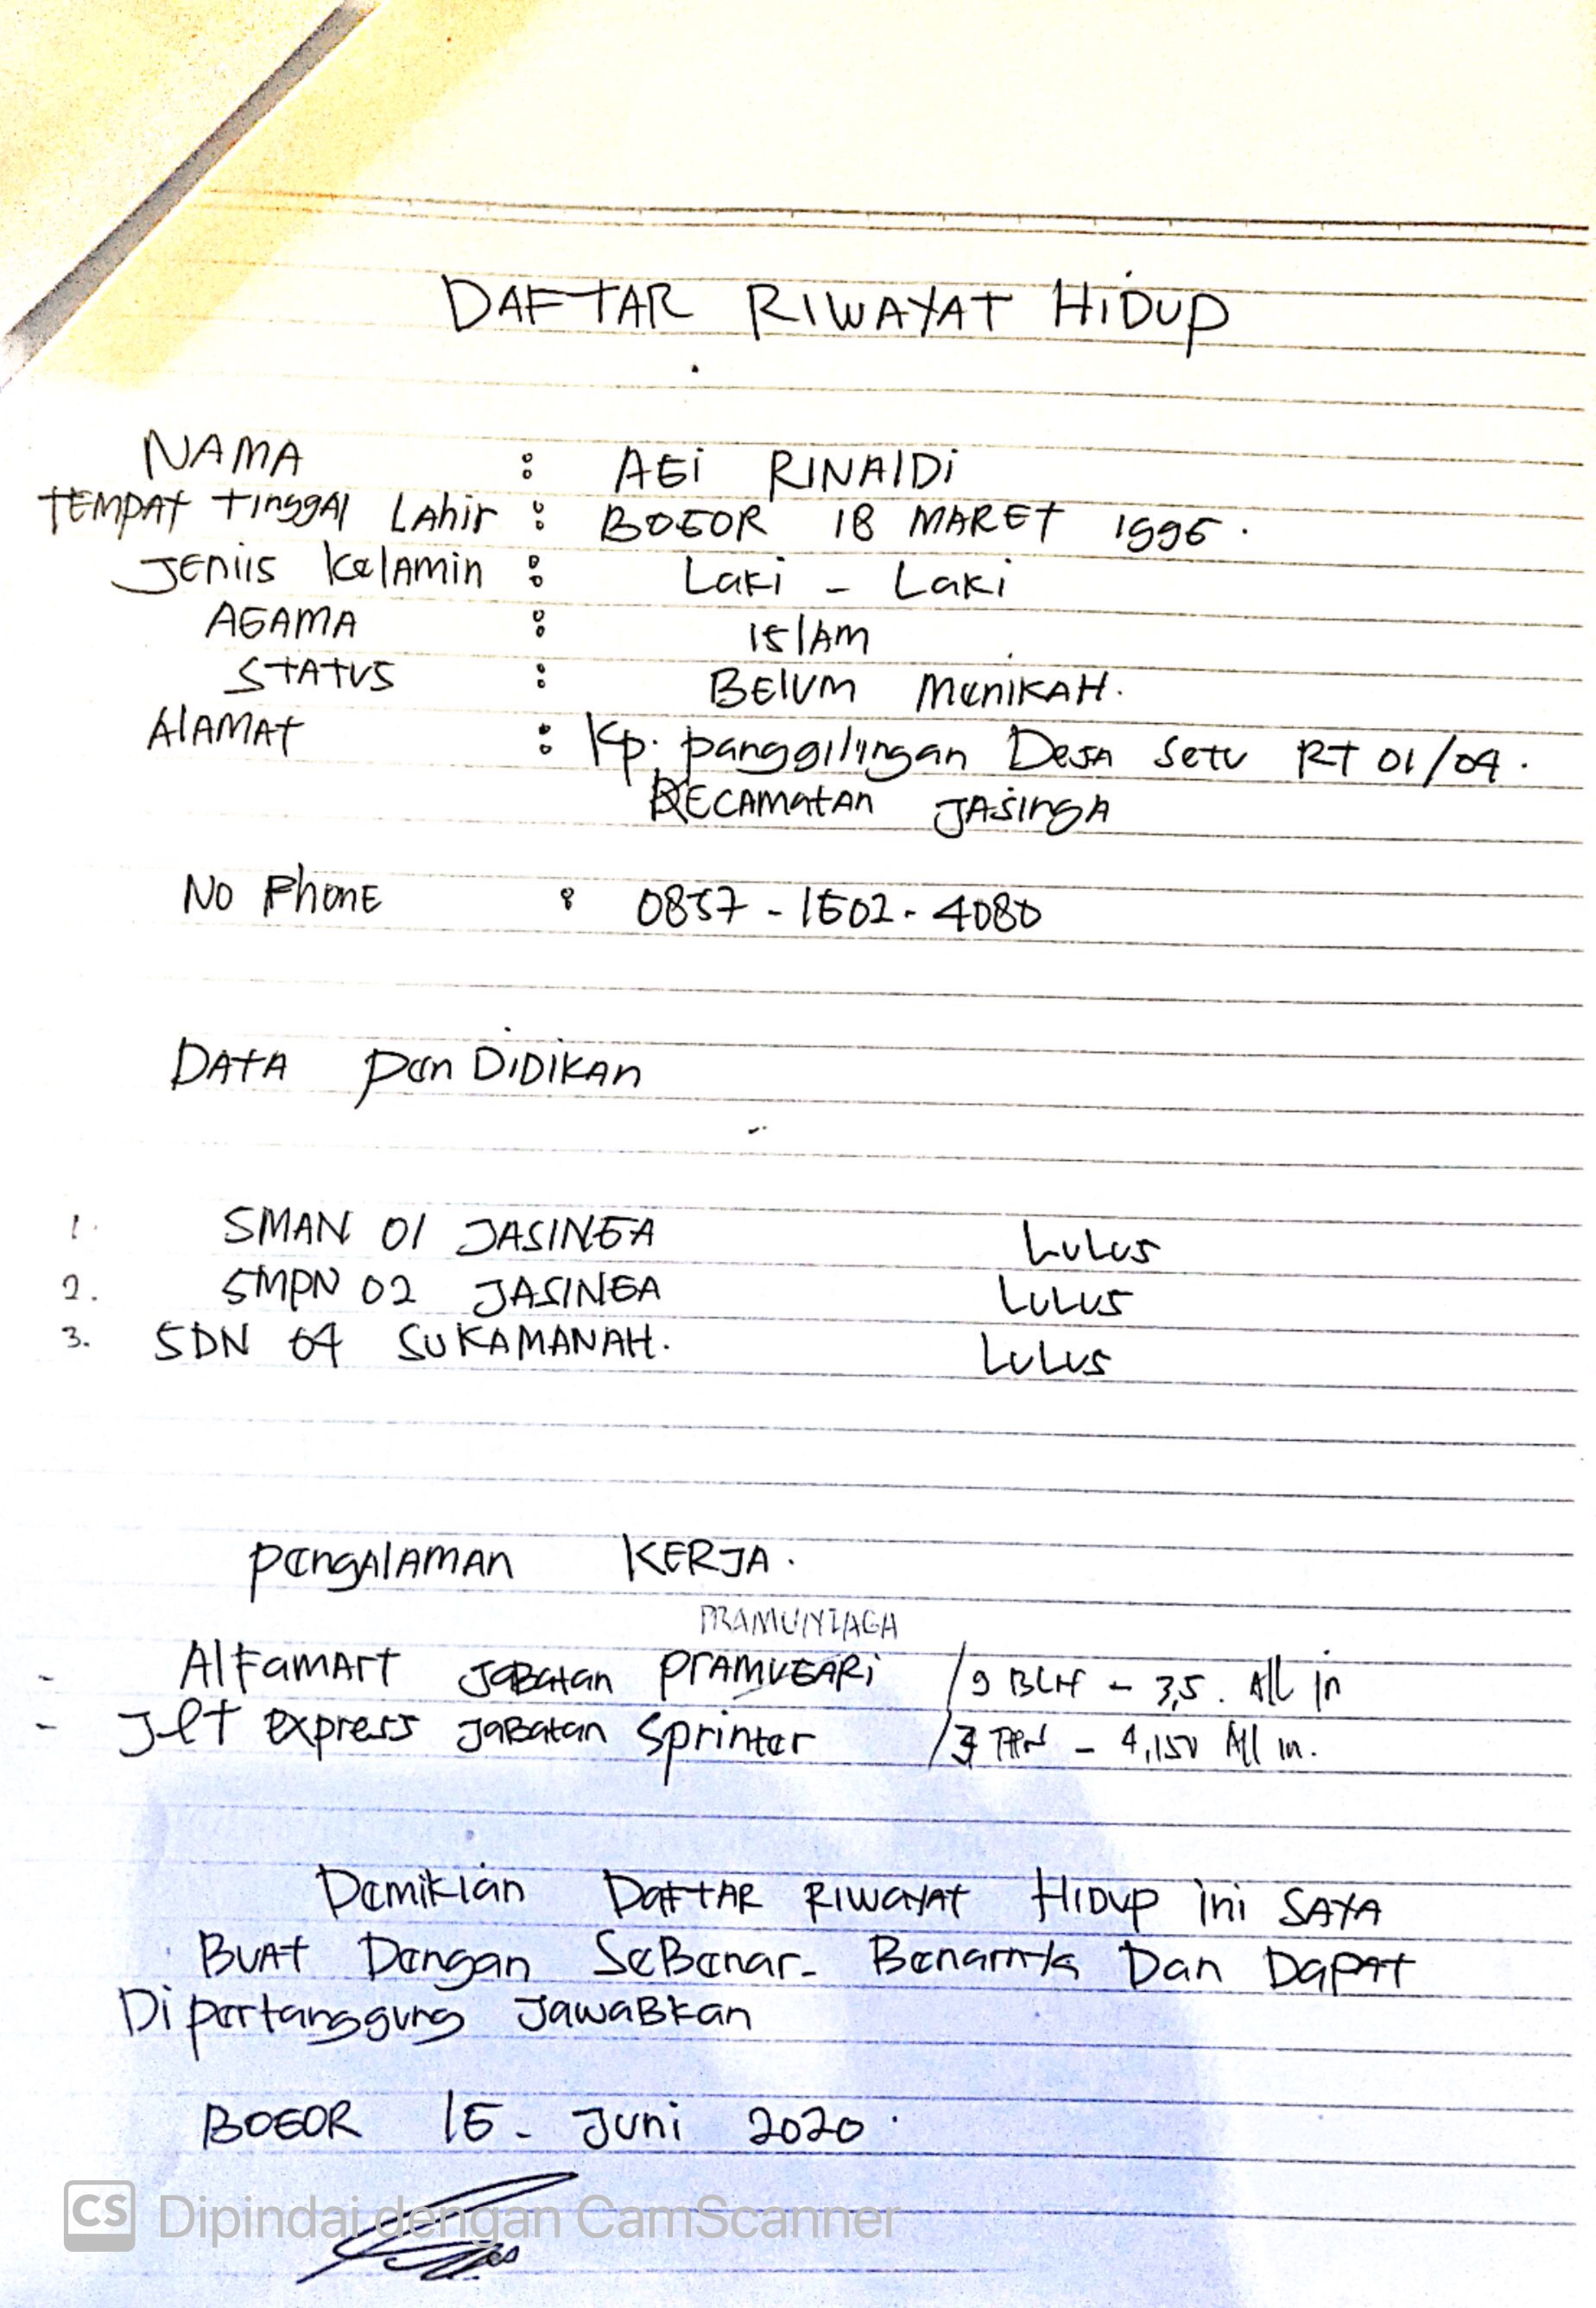 DAFTAR RIWAYAT HIDUP
NAMA : AGI RINALDI
TEMPAT TINGGAL LAHIR : BOGOR 18 MARET 1995.
JENIIS KELAMIN : LAKI - LAKI
AGAMA : ISLAM
STATUS : BELUM MENIKAH.
ALAMAT : Kp. panggilingan Desa Setu RT 01/04.
KECAMATAN JASINGA
NO PHONE : 0857-1502-4080
DATA PENDIDIKAN
1. SMAN 01 JASINGA LULUS
2. SMPN 02 JASINGA LULUS
3. SDN 04 SUKAMANAH. LULUS
PENGALAMAN KERJA.
PRAMUNIAGA
- Alfamart Jabatan PRAMUGARI / 9 BLN - 3,5. All in
- J&T express Jabatan Sprinter / 3 THN - 4,150 All in.
Demikian Daftar Riwayat Hidup ini SAYA
BUAT Dengan SeBenar- Benarnya Dan Dapat
Dipertanggung JawaBkan
BOGOR 15 - Juni 2020.
CS Dipindai dengan CamScanner